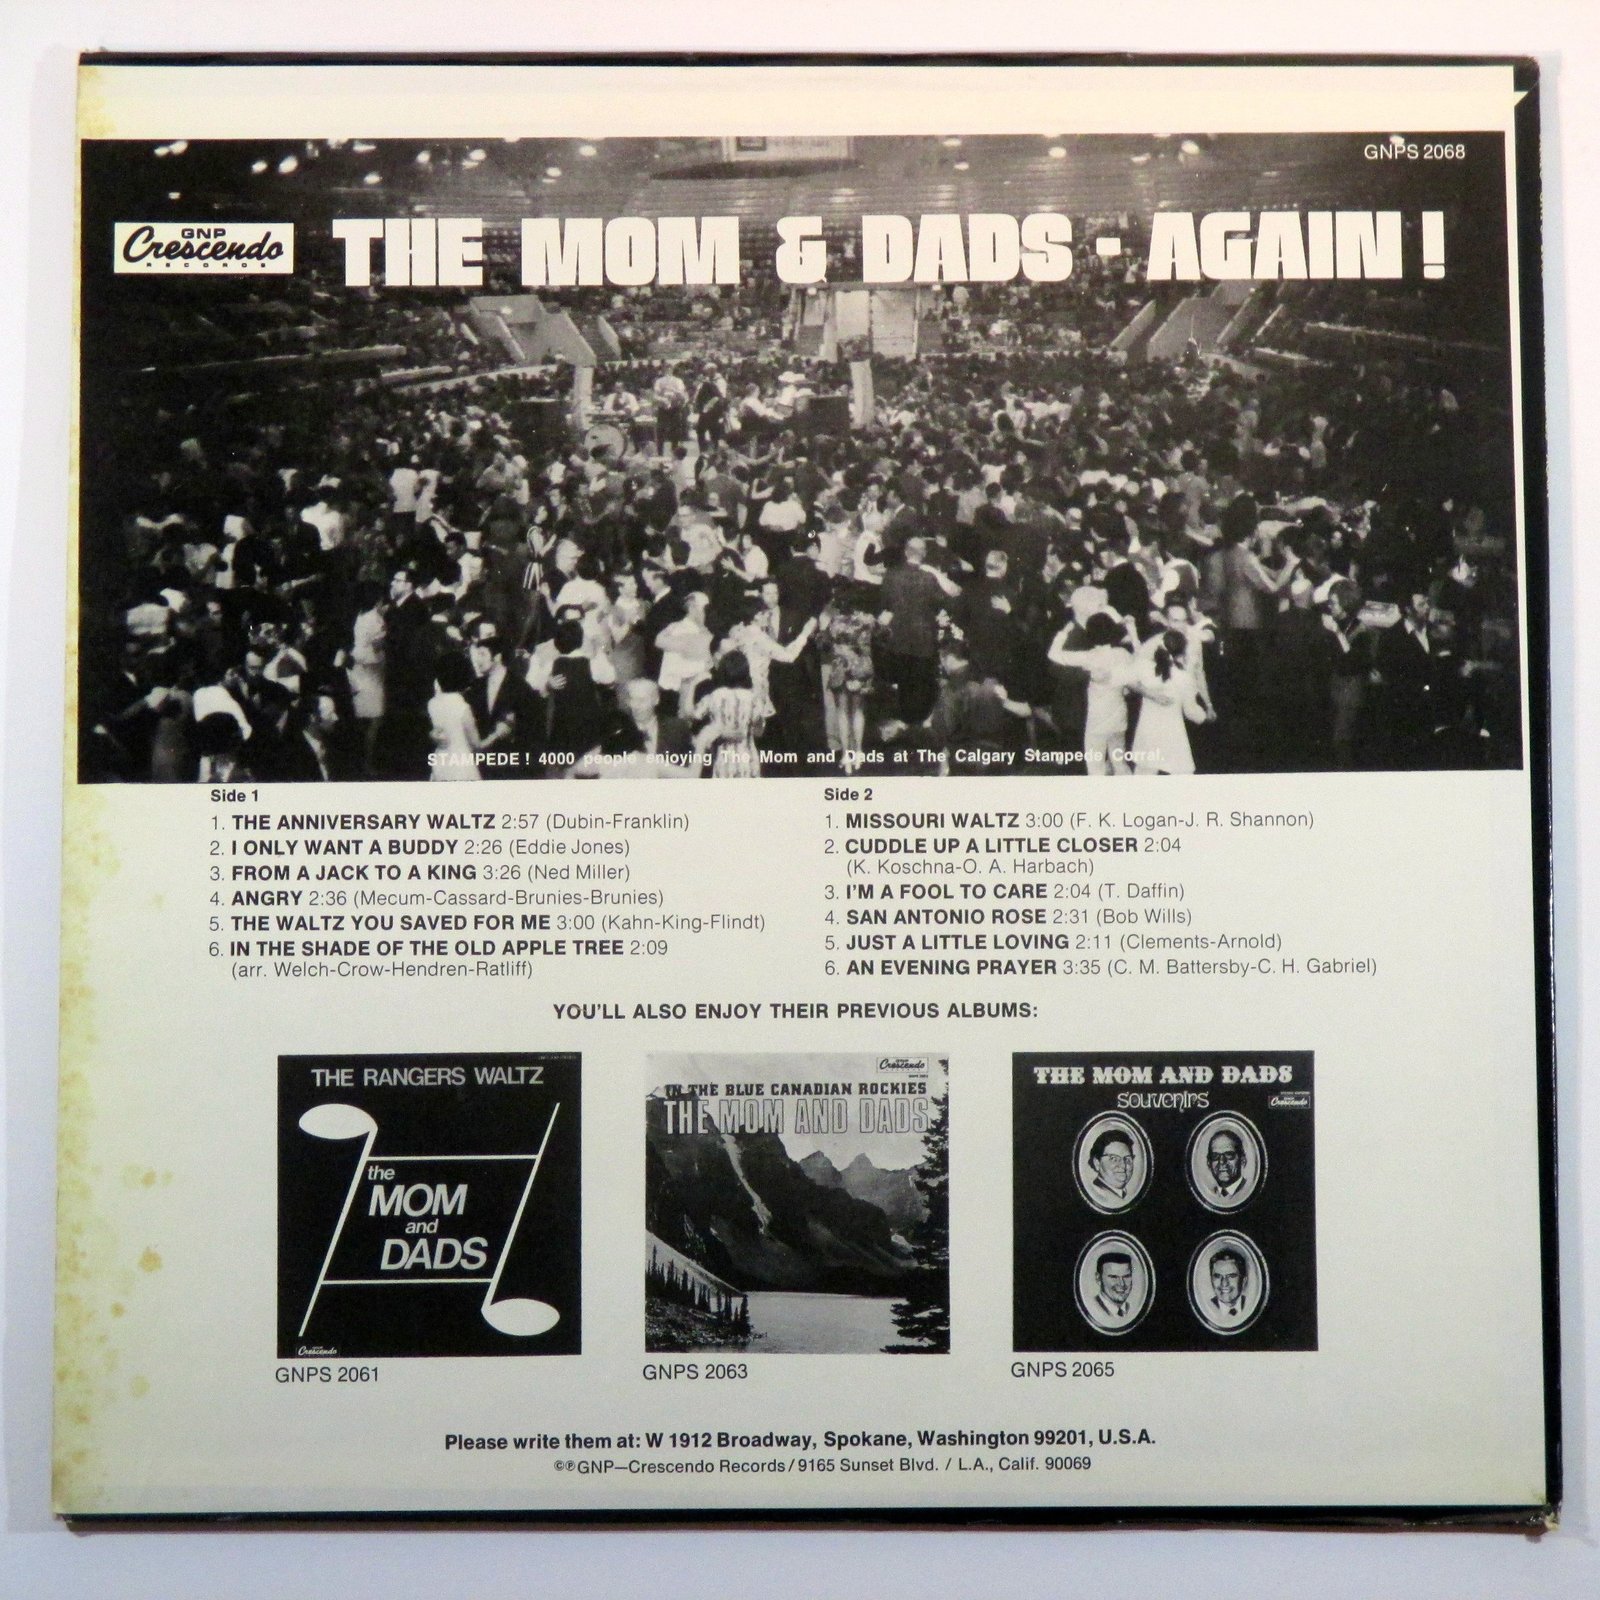 GNPS 2068
GNP
Crescendo
RECORDS
THE MOM & DADS - AGAIN!
STAMPEDE! 4000 people enjoying The Mom and Dads at The Calgary Stampede Corral.
Side 1
1. THE ANNIVERSARY WALTZ 2:57 (Dubin-Franklin)
2. I ONLY WANT A BUDDY 2:26 (Eddie Jones)
3. FROM A JACK TO A KING 3:26 (Ned Miller)
4. ANGRY 2:36 (Mecum-Cassard-Brunies-Brunies)
5. THE WALTZ YOU SAVED FOR ME 3:00 (Kahn-King-Flindt)
6. IN THE SHADE OF THE OLD APPLE TREE 2:09
(arr. Welch-Crow-Hendren-Ratliff)
Side 2
1. MISSOURI WALTZ 3:00 (F. K. Logan-J. R. Shannon)
2. CUDDLE UP A LITTLE CLOSER 2:04
(K. Koschna-O. A. Harbach)
3. I'M A FOOL TO CARE 2:04 (T. Daffin)
4. SAN ANTONIO ROSE 2:31 (Bob Wills)
5. JUST A LITTLE LOVING 2:11 (Clements-Arnold)
6. AN EVENING PRAYER 3:35 (C. M. Battersby-C. H. Gabriel)
YOU'LL ALSO ENJOY THEIR PREVIOUS ALBUMS:
THE RANGERS WALTZ
the
MOM
and
DADS
Crescendo
GNPS 2061
Crescendo
IN THE BLUE CANADIAN ROCKIES
THE MOM AND DADS
GNPS 2063
THE MOM AND DADS
souvenirs
Crescendo
GNPS 2065
Please write them at: W 1912 Broadway, Spokane, Washington 99201, U.S.A.
©℗GNP—Crescendo Records/9165 Sunset Blvd. / L.A., Calif. 90069